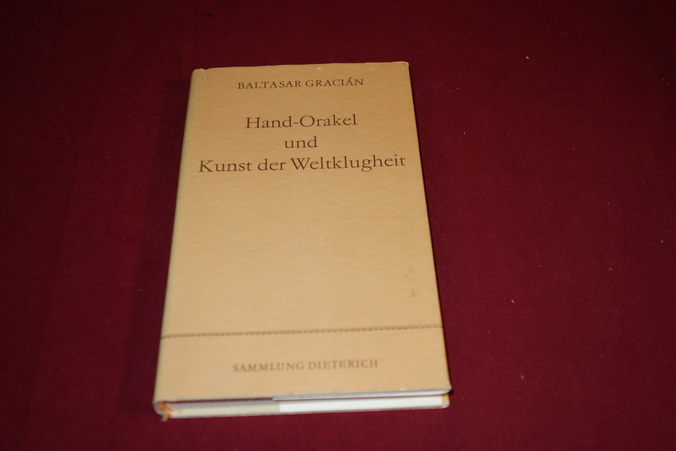 BALTASAR GRACIÁN
Hand-Orakel
und
Kunst der Weltklugheit
SAMMLUNG DIETERICH